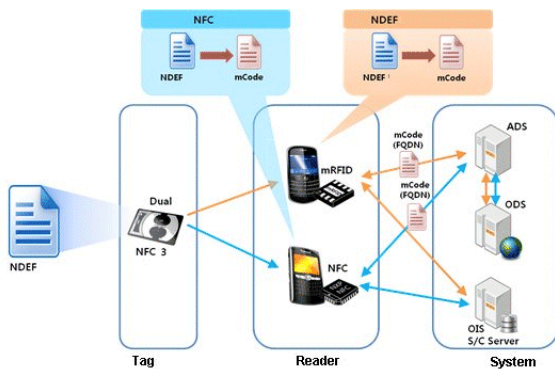 NFC
NDEF
mCode
NDEF
NDEF :
mCode
mCode
(FQDN)
mCode
(FQDN)
ADS
mRFID
Dual
NFC 3
NDEF
ODS
NFC
NFC
OIS
S/C Server
Tag
Reader
System